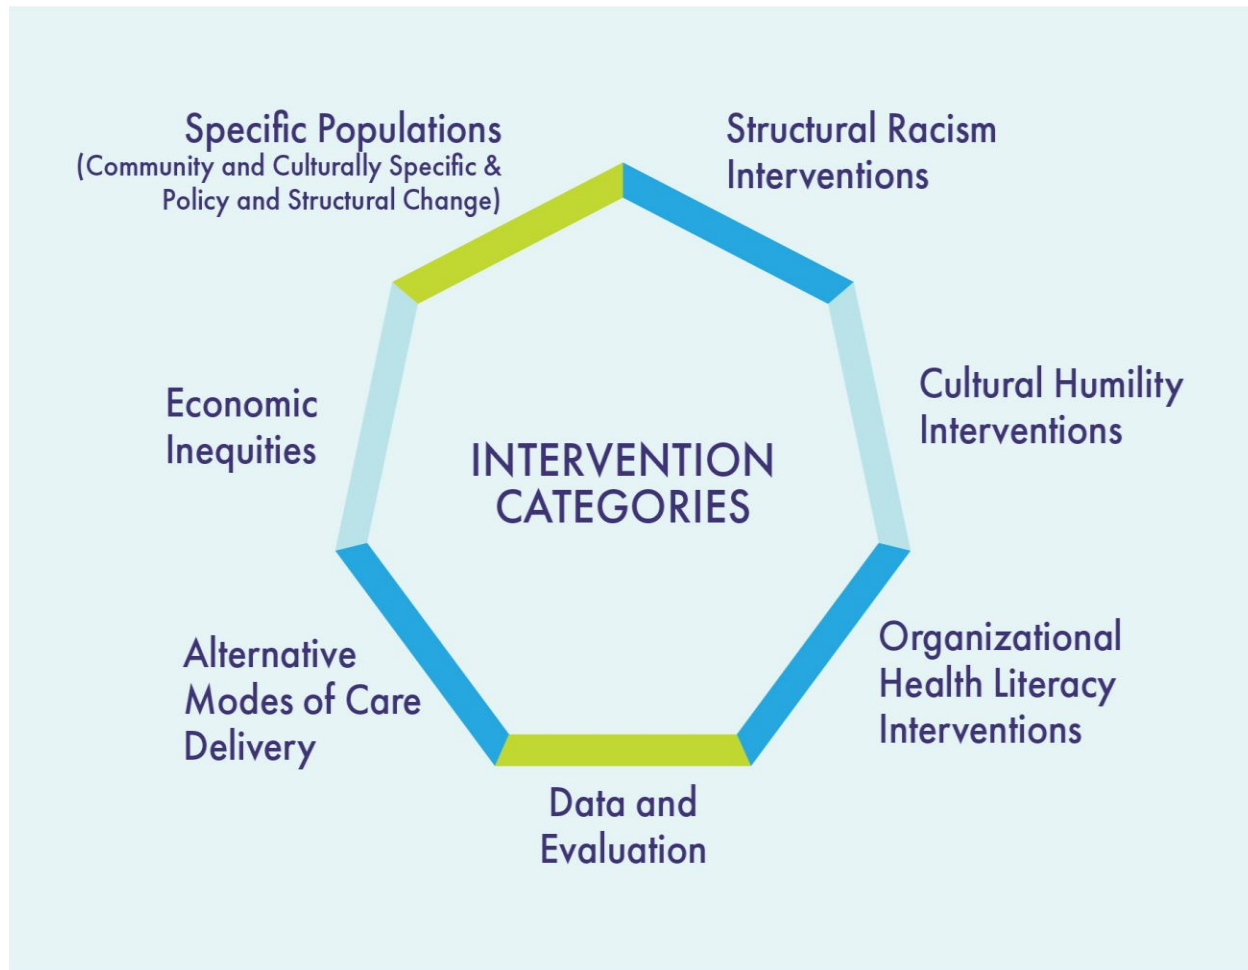 Specific Populations
(Community and Culturally Specific &
Policy and Structural Change)
Structural Racism
Interventions
Cultural Humility
Interventions
Organizational
Health Literacy
Interventions
Data and
Evaluation
Alternative
Modes of Care
Delivery
Economic
Inequities
INTERVENTION
CATEGORIES